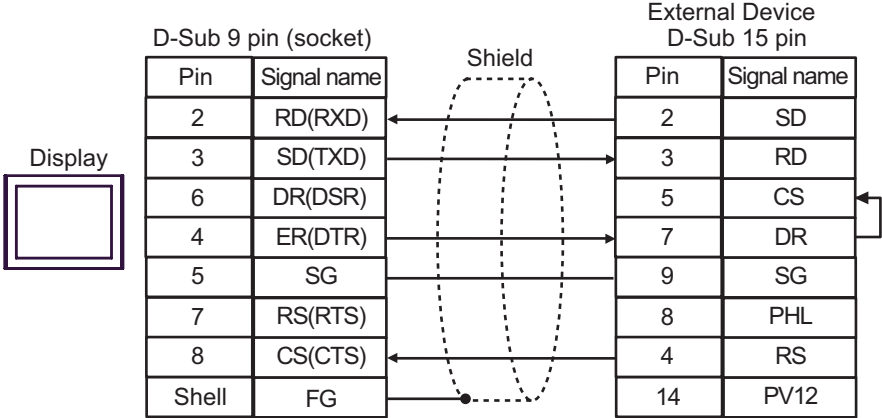 External Device
D-Sub 9 pin (socket)
D-Sub 15 pin
Shield
Pin Signal name Pin Signal name
2 RD(RXD) 2 SD
Display
3 SD(TXD) 3 RD
6 DR(DSR) 5 CS
4 ER(DTR) 7 DR
5 SG 9 SG
7 RS(RTS) 8 PHL
8 CS(CTS) 4 RS
Shell FG 14 PV12